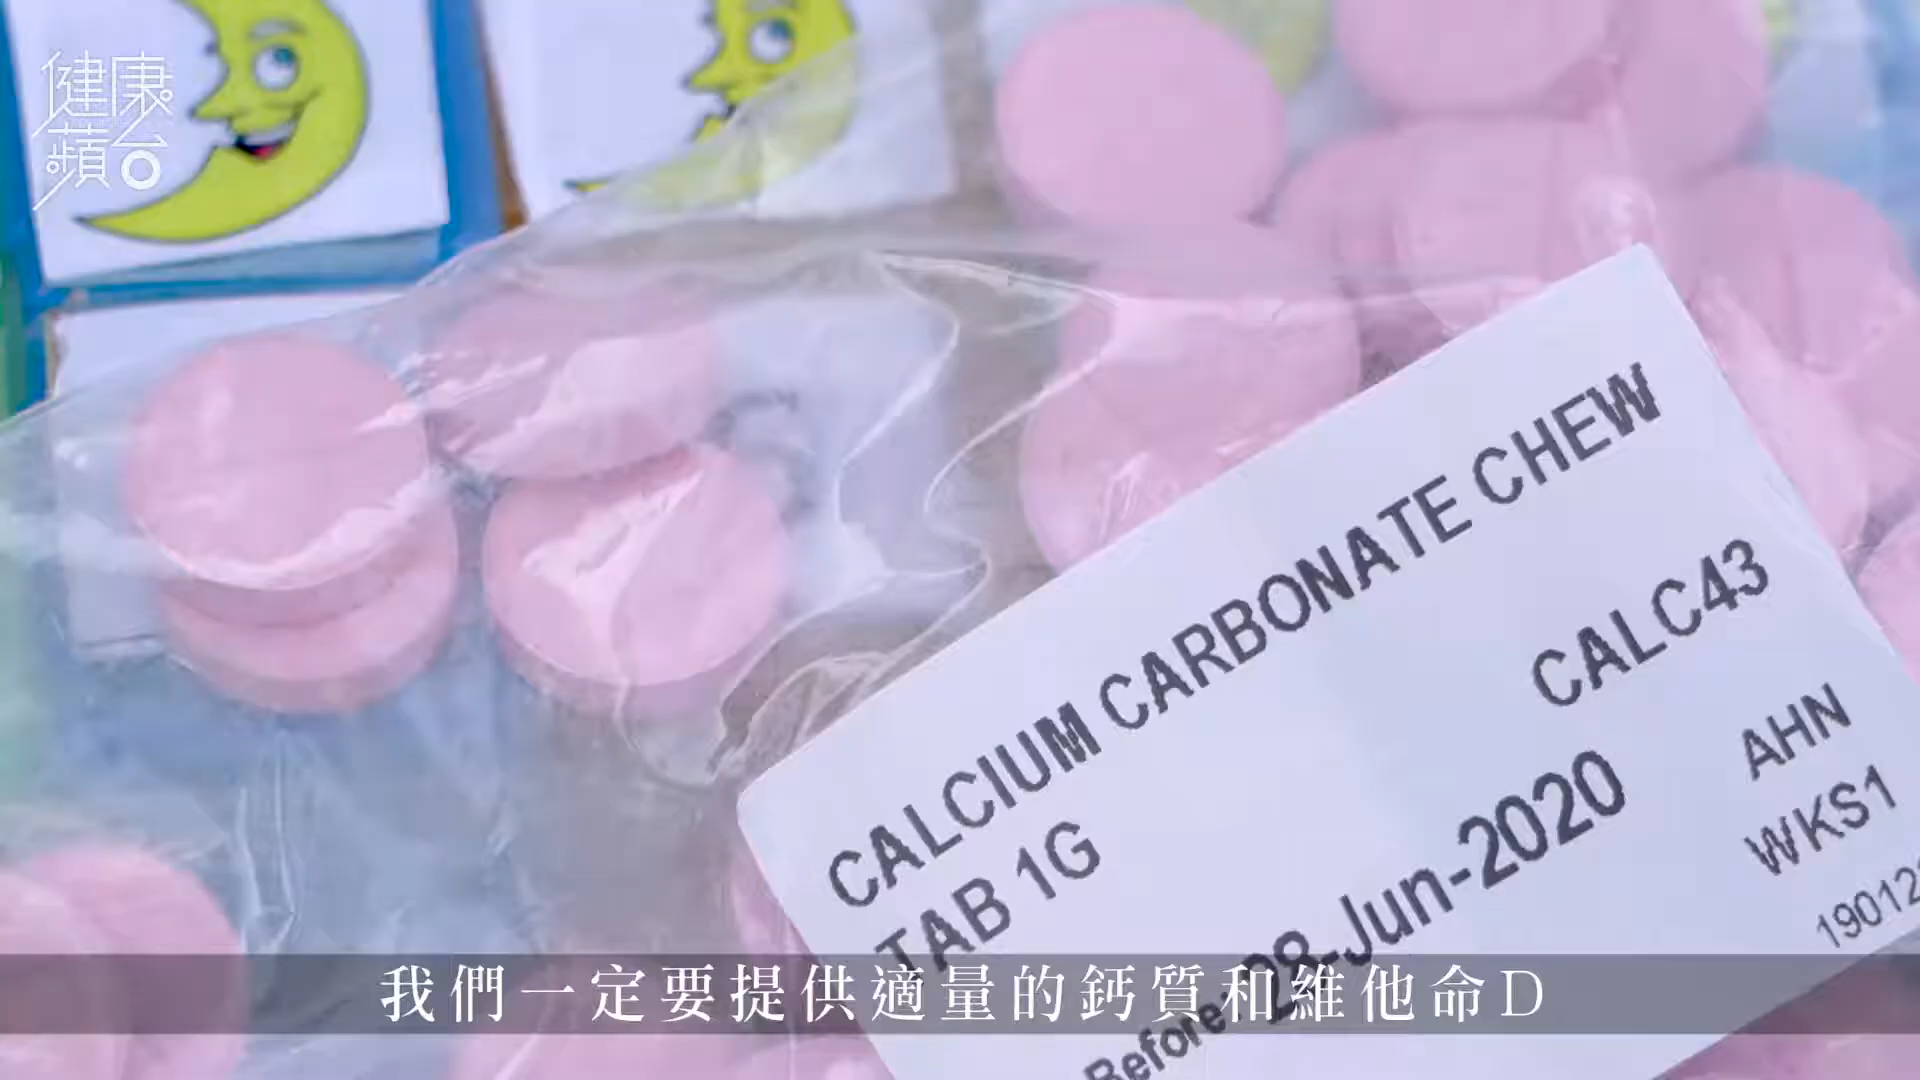 健康
蘋台
CALCIUM CARBONATE CHEW
TAB 1G
CALC43
AHN
Before: 28-Jun-2020
WKS1
我們一定要提供適量的鈣質和維他命D